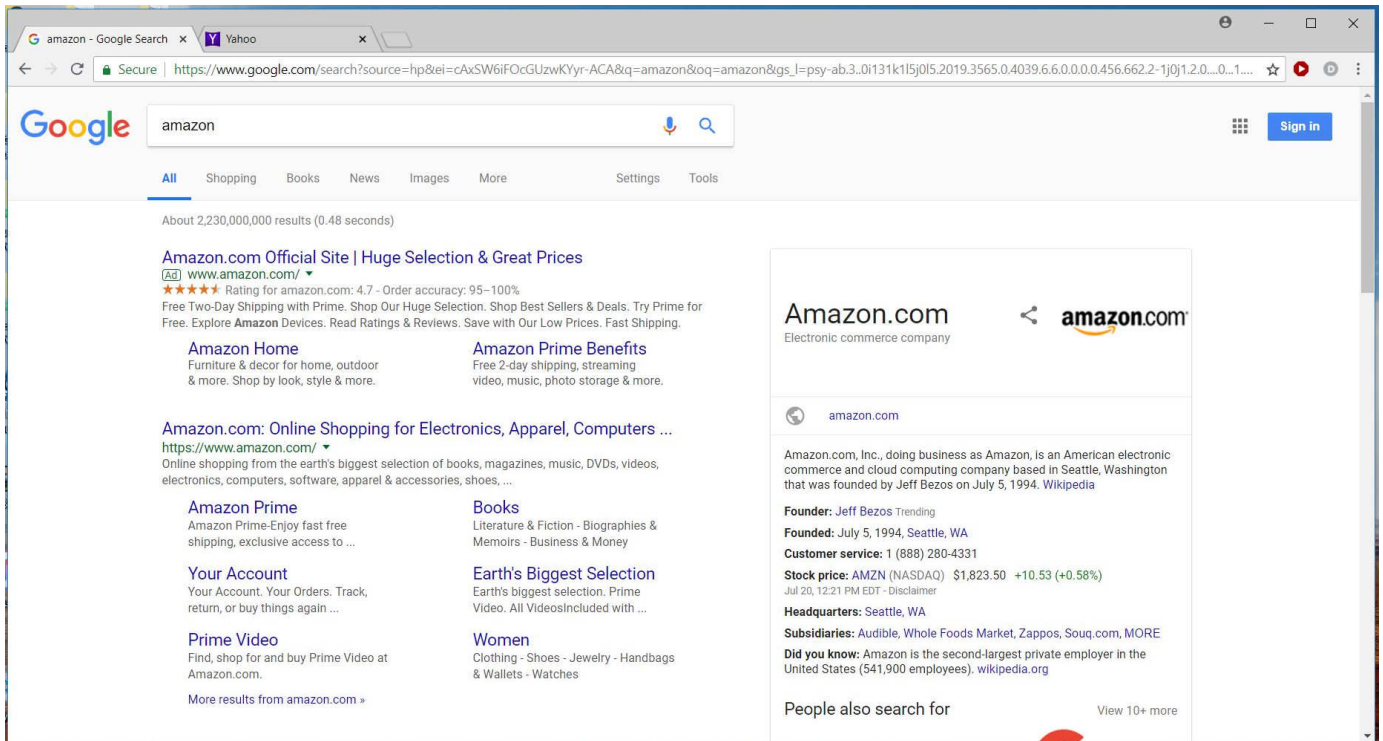 amazon - Google Search
Yahoo
Secure
https://www.google.com/search?source=hp&ei=cAxSW6iFOcGUzwKYyr-ACA&q=amazon&oq=amazon&gs_l=psy-ab.3..0i131k1l5j0l5.2019.3565.0.4039.6.6.0.0.0.0.456.662.2-1j0j1.2.0....0...1....
Google
amazon
Sign in
All Shopping Books News Images More Settings Tools
About 2,230,000,000 results (0.48 seconds)
Amazon.com Official Site | Huge Selection & Great Prices
Ad www.amazon.com/
Rating for amazon.com: 4.7 - Order accuracy: 95–100%
Free Two-Day Shipping with Prime. Shop Our Huge Selection. Shop Best Sellers & Deals. Try Prime for
Free. Explore Amazon Devices. Read Ratings & Reviews. Save with Our Low Prices. Fast Shipping.
Amazon Home
Furniture & decor for home, outdoor
& more. Shop by look, style & more.
Amazon Prime Benefits
Free 2-day shipping, streaming
video, music, photo storage & more.
Amazon.com: Online Shopping for Electronics, Apparel, Computers ...
https://www.amazon.com/
Online shopping from the earth's biggest selection of books, magazines, music, DVDs, videos,
electronics, computers, software, apparel & accessories, shoes, ...
Amazon Prime
Amazon Prime-Enjoy fast free
shipping, exclusive access to ...
Books
Literature & Fiction - Biographies &
Memoirs - Business & Money
Your Account
Your Account. Your Orders. Track,
return, or buy things again ...
Earth's Biggest Selection
Earth's biggest selection. Prime
Video. All VideosIncluded with ...
Prime Video
Find, shop for and buy Prime Video at
Amazon.com.
Women
Clothing - Shoes - Jewelry - Handbags
& Wallets - Watches
More results from amazon.com »
Amazon.com
Electronic commerce company
amazon.com
amazon.com
Amazon.com, Inc., doing business as Amazon, is an American electronic
commerce and cloud computing company based in Seattle, Washington
that was founded by Jeff Bezos on July 5, 1994. Wikipedia
Founder: Jeff Bezos Trending
Founded: July 5, 1994, Seattle, WA
Customer service: 1 (888) 280-4331
Stock price: AMZN (NASDAQ) $1,823.50 +10.53 (+0.58%)
Jul 20, 12:21 PM EDT - Disclaimer
Headquarters: Seattle, WA
Subsidiaries: Audible, Whole Foods Market, Zappos, Souq.com, MORE
Did you know: Amazon is the second-largest private employer in the
United States (541,900 employees). wikipedia.org
People also search for
View 10+ more